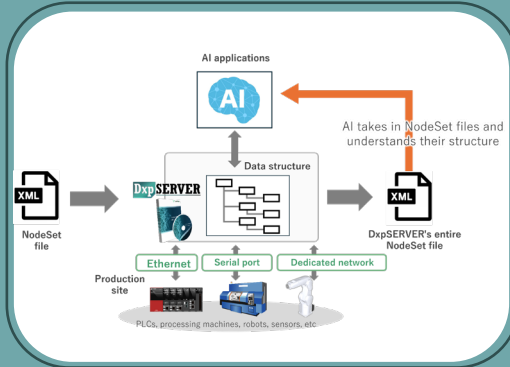 AI applications
AI
AI takes in NodeSet files and
understands their structure
Data structure
DxpSERVER
XML
NodeSet
file
XML
DxpSERVER's entire
NodeSet file
Ethernet
Serial port
Dedicated network
Production
site
PLCs, processing machines, robots, sensors, etc